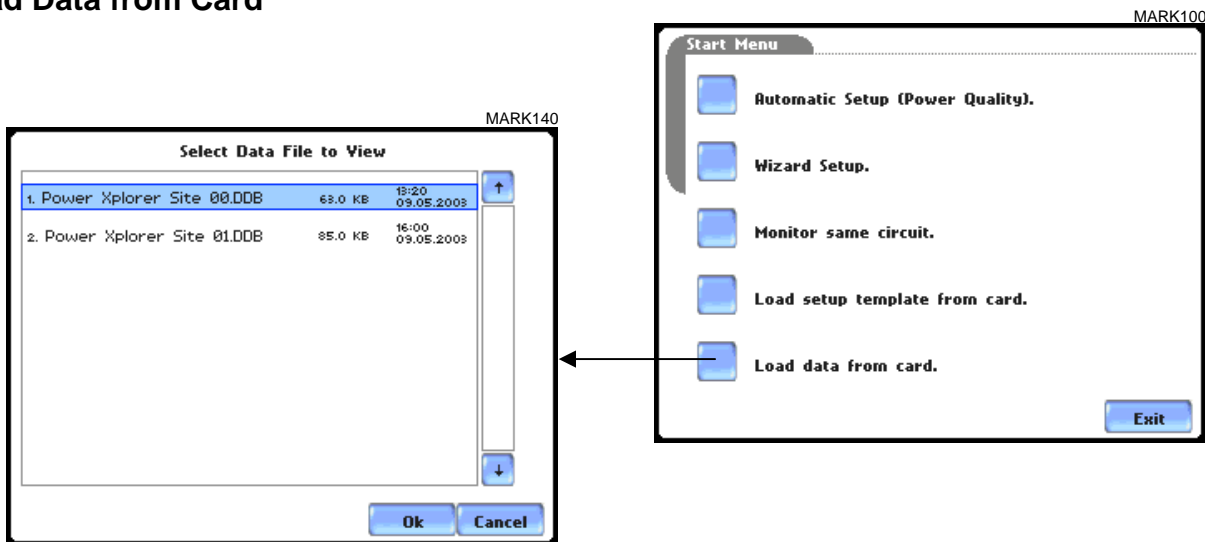 ad Data from Card
MARK100
Start Menu
Automatic Setup (Power Quality).
Wizard Setup.
Monitor same circuit.
Load setup template from card.
Load data from card.
Exit
MARK140
Select Data File to View
1. Power Xplorer Site 00.DDB 63.0 KB 13:20
09.05.2003
↑
2. Power Xplorer Site 01.DDB 85.0 KB 16:00
09.05.2003
↓
Ok Cancel